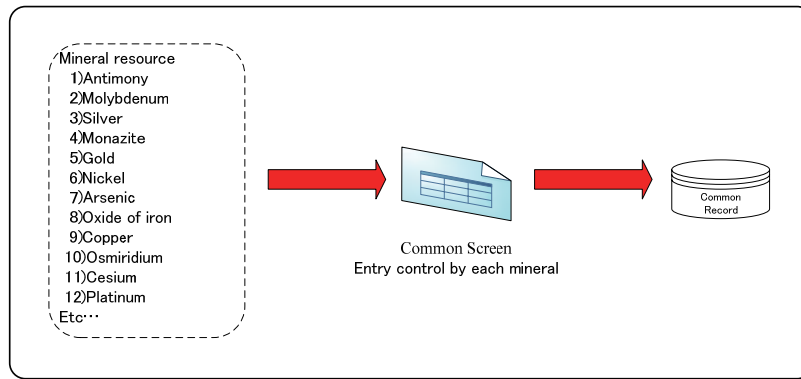 Mineral resource
1)Antimony
2)Molybdenum
3)Silver
4)Monazite
5)Gold
6)Nickel
7)Arsenic
8)Oxide of iron
9)Copper
10)Osmiridium
11)Cesium
12)Platinum
Etc…
Common Screen
Entry control by each mineral
Common
Record